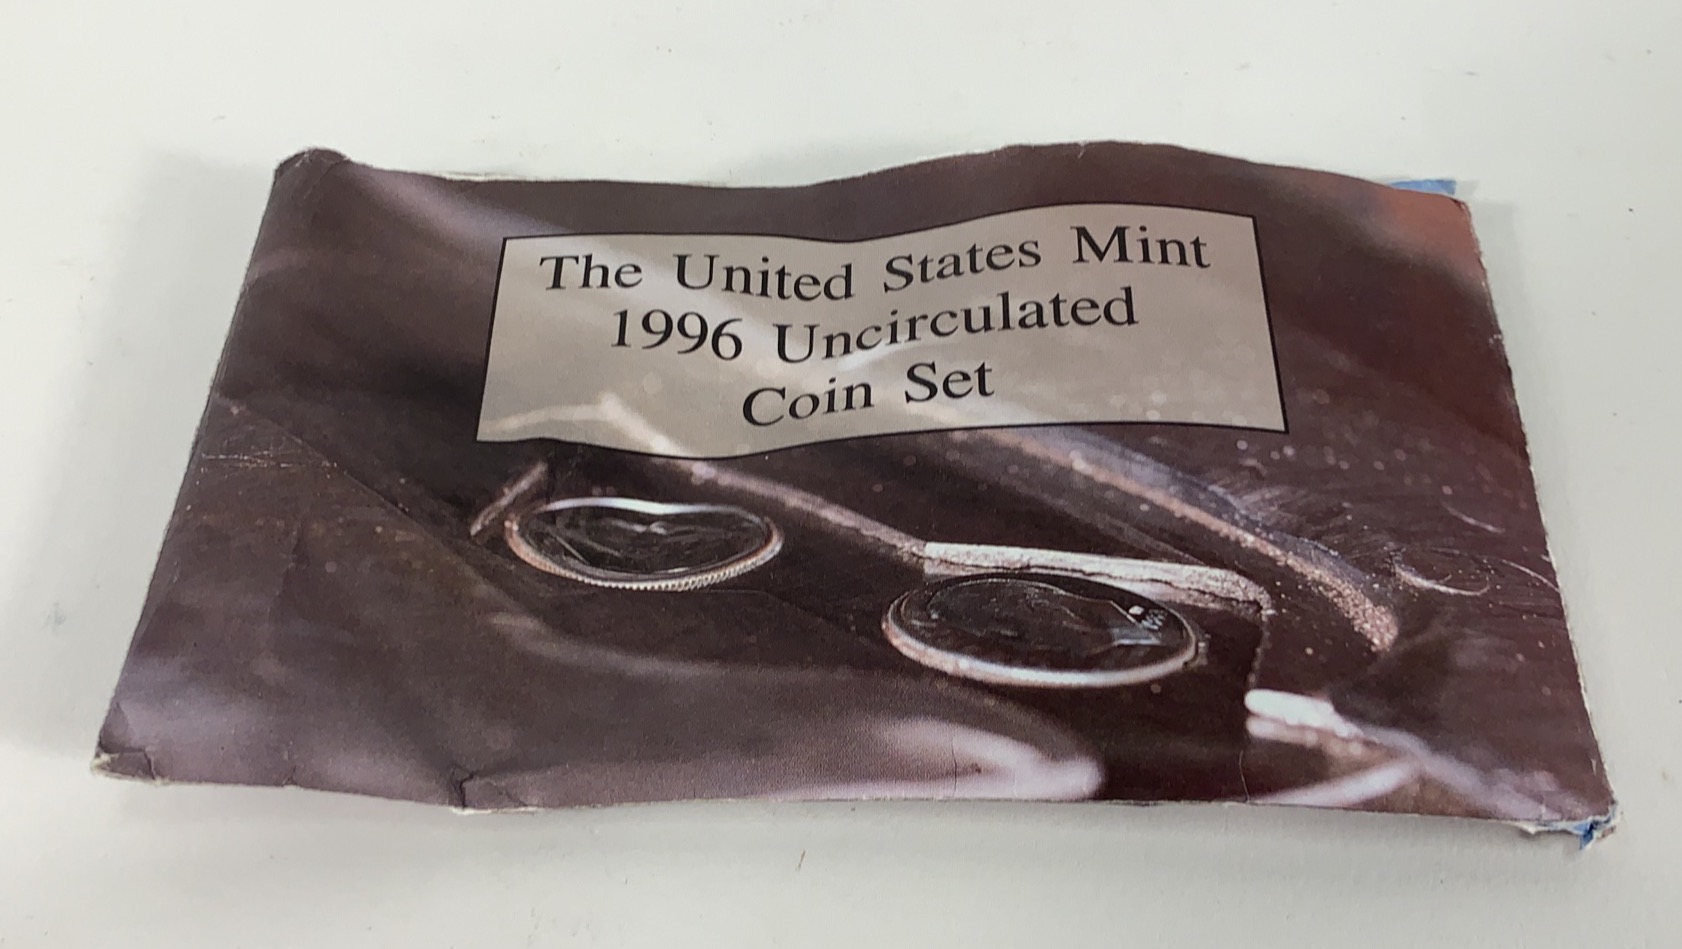 The United States Mint
1996 Uncirculated
Coin Set